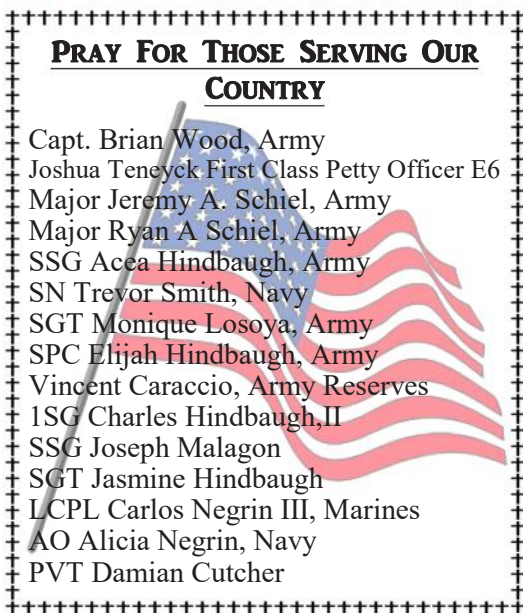 PRAY FOR THOSE SERVING OUR
COUNTRY
Capt. Brian Wood, Army
Joshua Teneyck First Class Petty Officer E6
Major Jeremy A. Schiel, Army
Major Ryan A Schiel, Army
SSG Acea Hindbaugh, Army
SN Trevor Smith, Navy
SGT Monique Losoya, Army
SPC Elijah Hindbaugh, Army
Vincent Caraccio, Army Reserves
1SG Charles Hindbaugh,II
SSG Joseph Malagon
SGT Jasmine Hindbaugh
LCPL Carlos Negrin III, Marines
AO Alicia Negrin, Navy
PVT Damian Cutcher